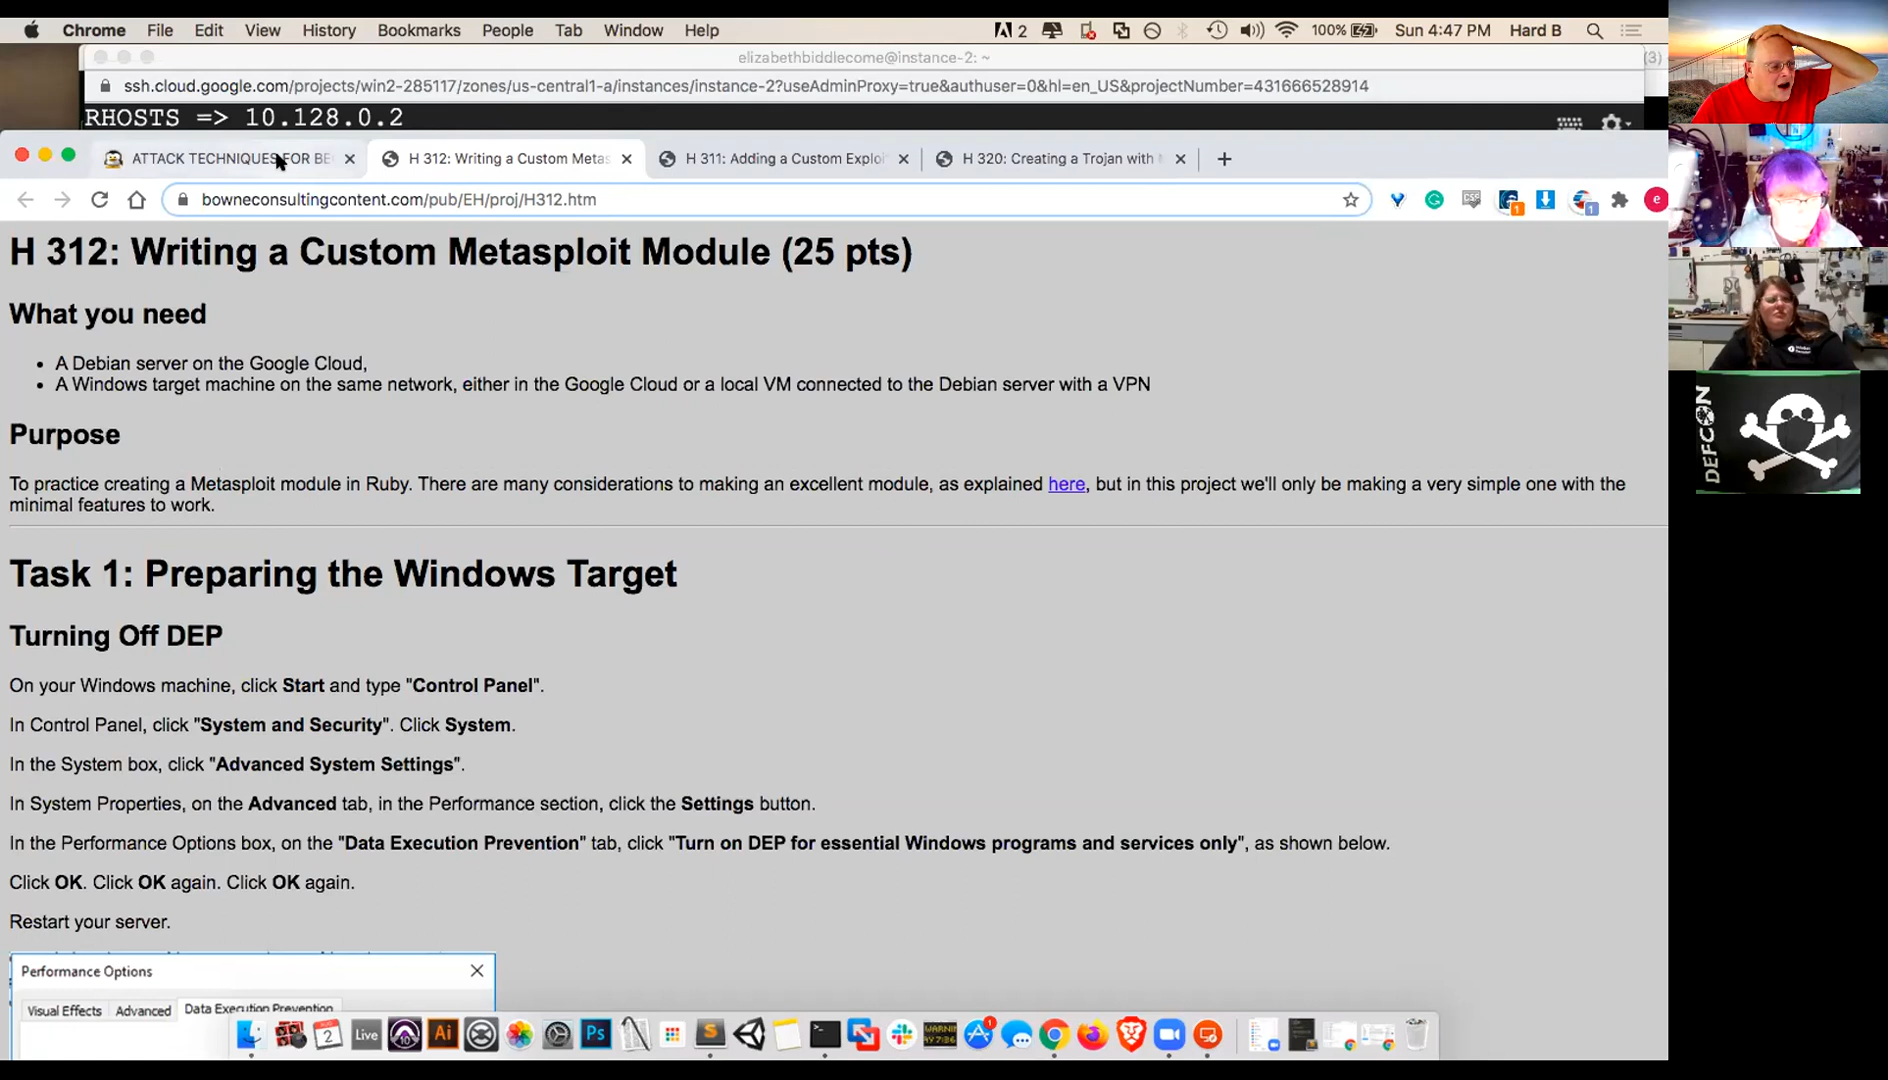 Chrome File Edit View History Bookmarks People Tab Window Help 2 100% Sun 4:47 PM Hard B
elizabethbiddlecome@instance-2: ~ (3)
ssh.cloud.google.com/projects/win2-285117/zones/us-central1-a/instances/instance-2?useAdminProxy=true&authuser=0&hl=en_US&projectNumber=431666528914
RHOSTS => 10.128.0.2
ATTACK TECHNIQUES FOR BE H 312: Writing a Custom Metas H 311: Adding a Custom Exploi H 320: Creating a Trojan with
bowneconsultingcontent.com/pub/EH/proj/H312.htm
H 312: Writing a Custom Metasploit Module (25 pts)
What you need
• A Debian server on the Google Cloud,
• A Windows target machine on the same network, either in the Google Cloud or a local VM connected to the Debian server with a VPN
Purpose
To practice creating a Metasploit module in Ruby. There are many considerations to making an excellent module, as explained here, but in this project we'll only be making a very simple one with the
minimal features to work.
Task 1: Preparing the Windows Target
Turning Off DEP
On your Windows machine, click Start and type "Control Panel".
In Control Panel, click "System and Security". Click System.
In the System box, click "Advanced System Settings".
In System Properties, on the Advanced tab, in the Performance section, click the Settings button.
In the Performance Options box, on the "Data Execution Prevention" tab, click "Turn on DEP for essential Windows programs and services only", as shown below.
Click OK. Click OK again. Click OK again.
Restart your server.
Performance Options
Visual Effects Advanced Data Execution Prevention
2 Live Ai Ps
DEFCON